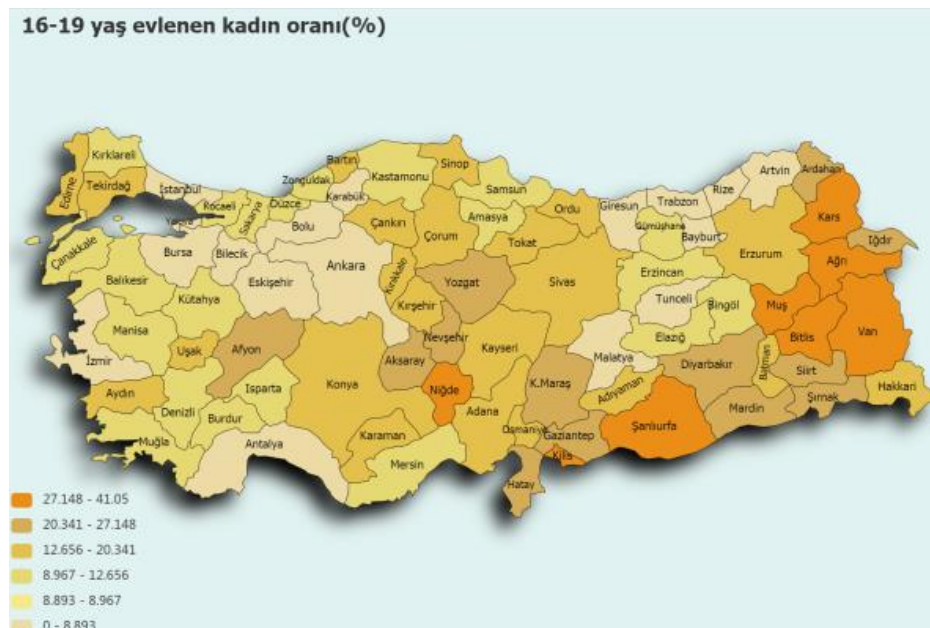 16-19 yaş evlenen kadın oranı(%)
Kırklareli
Edirne
Tekirdağ
İstanbul
Kocaeli
Sakarya
Düzce
Zonguldak
Bartın
Karabük
Kastamonu
Sinop
Samsun
Ordu
Giresun
Trabzon
Rize
Artvin
Ardahan
Kars
Iğdır
Ağrı
Erzurum
Bayburt
Gümüşhane
Amasya
Tokat
Çorum
Çankırı
Bolu
Ankara
Bilecik
Bursa
Çanakkale
Balıkesir
Kütahya
Eskişehir
Kırıkkale
Yozgat
Sivas
Erzincan
Tunceli
Bingöl
Muş
Bitlis
Van
Kırşehir
Nevşehir
Kayseri
Malatya
Elazığ
Diyarbakır
Batman
Siirt
Hakkari
Şırnak
Mardin
Manisa
İzmir
Uşak
Afyon
Konya
Aksaray
Niğde
K.Maraş
Adıyaman
Şanlıurfa
Aydın
Denizli
Isparta
Burdur
Muğla
Antalya
Karaman
Mersin
Adana
Osmaniye
Gaziantep
Kilis
Hatay
27.148 - 41.05
20.341 - 27.148
12.656 - 20.341
8.967 - 12.656
8.893 - 8.967
0 - 8.893